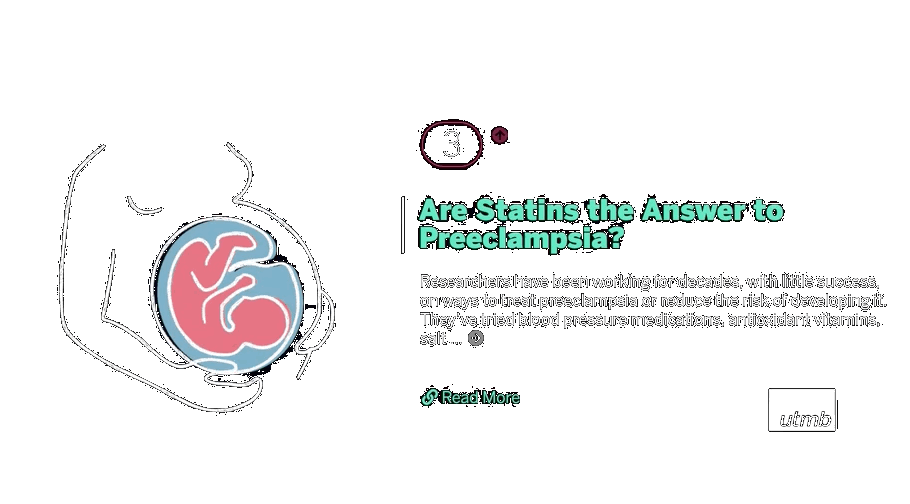 3
Are Statins the Answer to
Preeclampsia?
Researchers have been working for decades, with little success,
on ways to treat preeclampsia or reduce the risk of developing it.
They've tried blood pressure medications, antioxidant vitamins,
salt ...
Read More
utmb